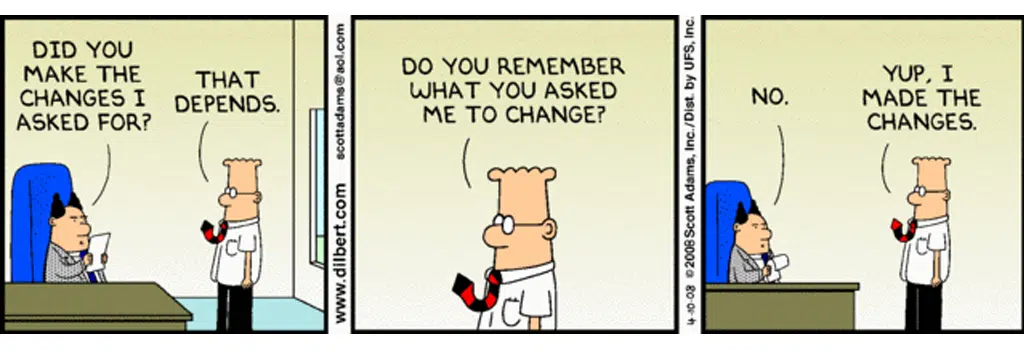 DID YOU
MAKE THE
CHANGES I
ASKED FOR?
THAT
DEPENDS.
www.dilbert.com scottadams@aol.com
DO YOU REMEMBER
WHAT YOU ASKED
ME TO CHANGE?
4-10-08 © 2008 Scott Adams, Inc./Dist. by UFS, Inc.
NO.
YUP, I
MADE THE
CHANGES.